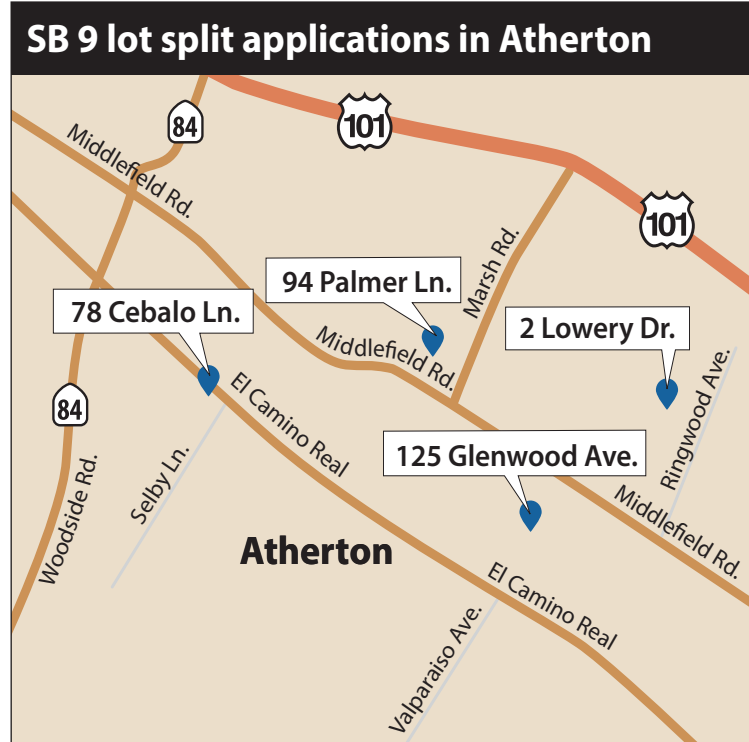 SB 9 lot split applications in Atherton
84
101
Middlefield Rd.
101
Marsh Rd.
94 Palmer Ln.
78 Cebalo Ln.
2 Lowery Dr.
Middlefield Rd.
Ringwood Ave.
84
El Camino Real
Selby Ln.
125 Glenwood Ave.
Woodside Rd.
Middlefield Rd.
Atherton
El Camino Real
Valparaiso Ave.